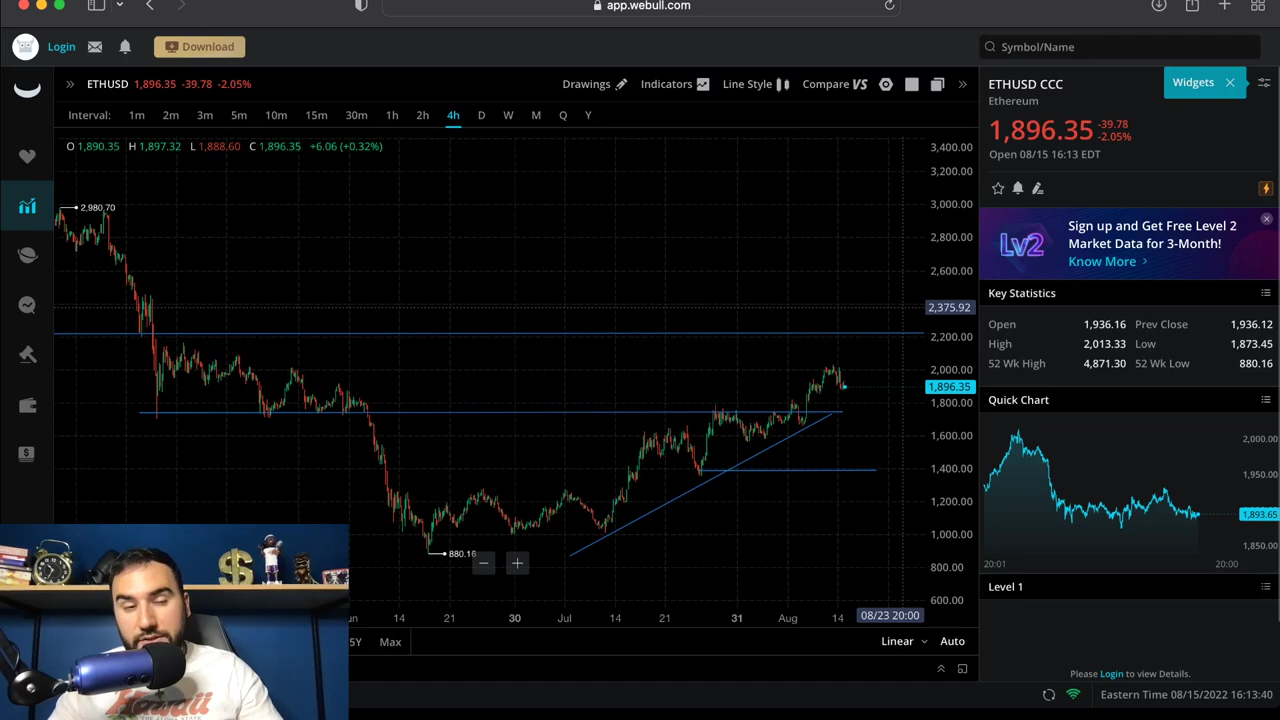 app.webull.com
Login
Download
Symbol/Name
ETHUSD 1,896.35 -39.78 -2.05%
Drawings
Indicators
Line Style
Compare VS
Interval: 1m 2m 3m 5m 10m 15m 30m 1h 2h 4h D W M Q Y
O 1,890.35 H 1,897.32 L 1,888.60 C 1,896.35 +6.06 (+0.32%)
3,400.00
3,200.00
3,000.00
2,800.00
2,600.00
2,375.92
2,200.00
2,000.00
1,896.35
1,800.00
1,600.00
1,400.00
1,200.00
1,000.00
800.00
600.00
2,980.70
880.16
14 21 30 Jul 14 21 31 Aug 14 08/23 20:00
5Y Max
Linear Auto
ETHUSD CCC
Widgets
Ethereum
1,896.35 -39.78
-2.05%
Open 08/15 16:13 EDT
Lv2
Sign up and Get Free Level 2
Market Data for 3-Month!
Know More >
Key Statistics
Open 1,936.16 Prev Close 1,936.12
High 2,013.33 Low 1,873.45
52 Wk High 4,871.30 52 Wk Low 880.16
Quick Chart
2,000.00
1,950.00
1,893.65
1,850.00
20:01 20:00
Level 1
Please Login to view Details.
Eastern Time 08/15/2022 16:13:40
Hawaii